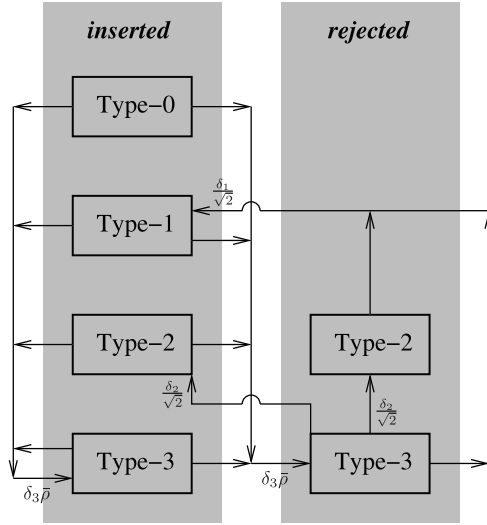 inserted rejected
Type-0
δ₁/√2
Type-1
Type-2 Type-2
δ₂/√2 δ₂/√2
Type-3 Type-3
δ₃ρ̄ δ₃ρ̄